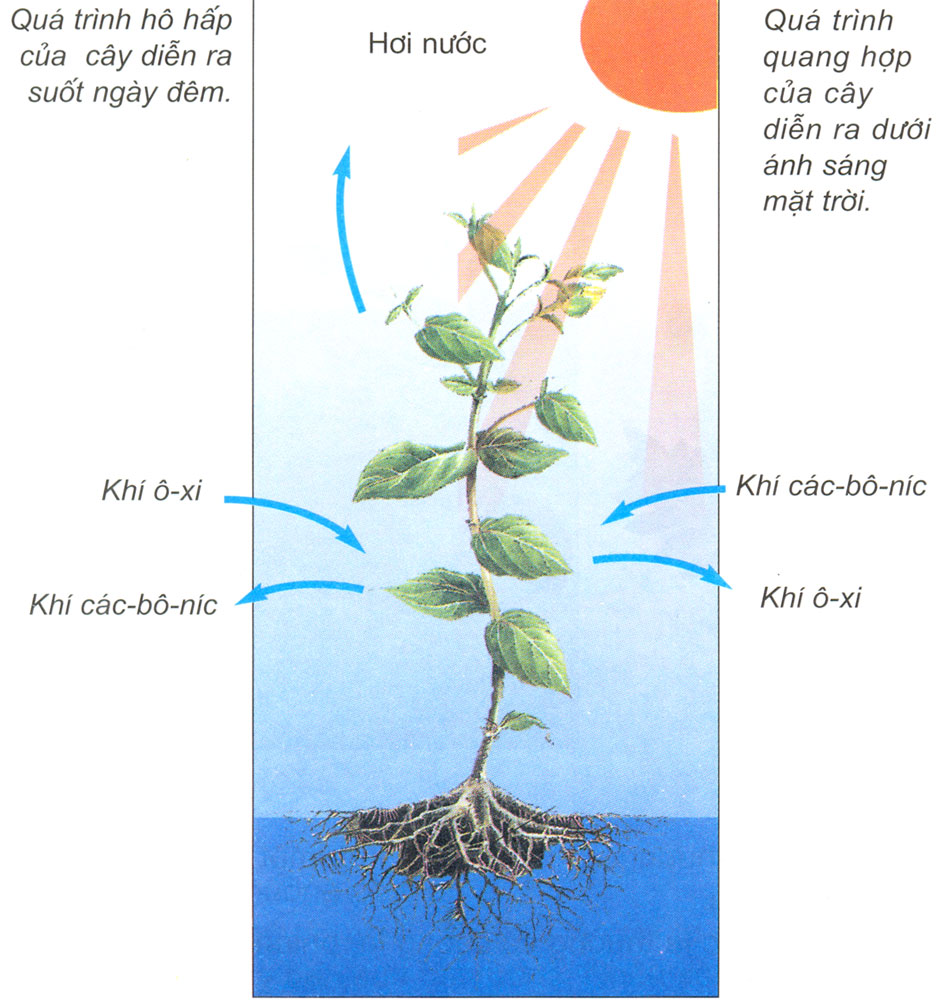 Quá trình hô hấp
của cây diễn ra
suốt ngày đêm.
Hơi nước
Quá trình
quang hợp
của cây
diễn ra dưới
ánh sáng
mặt trời.
Khí ô-xi
Khí các-bô-níc
Khí các-bô-níc
Khí ô-xi